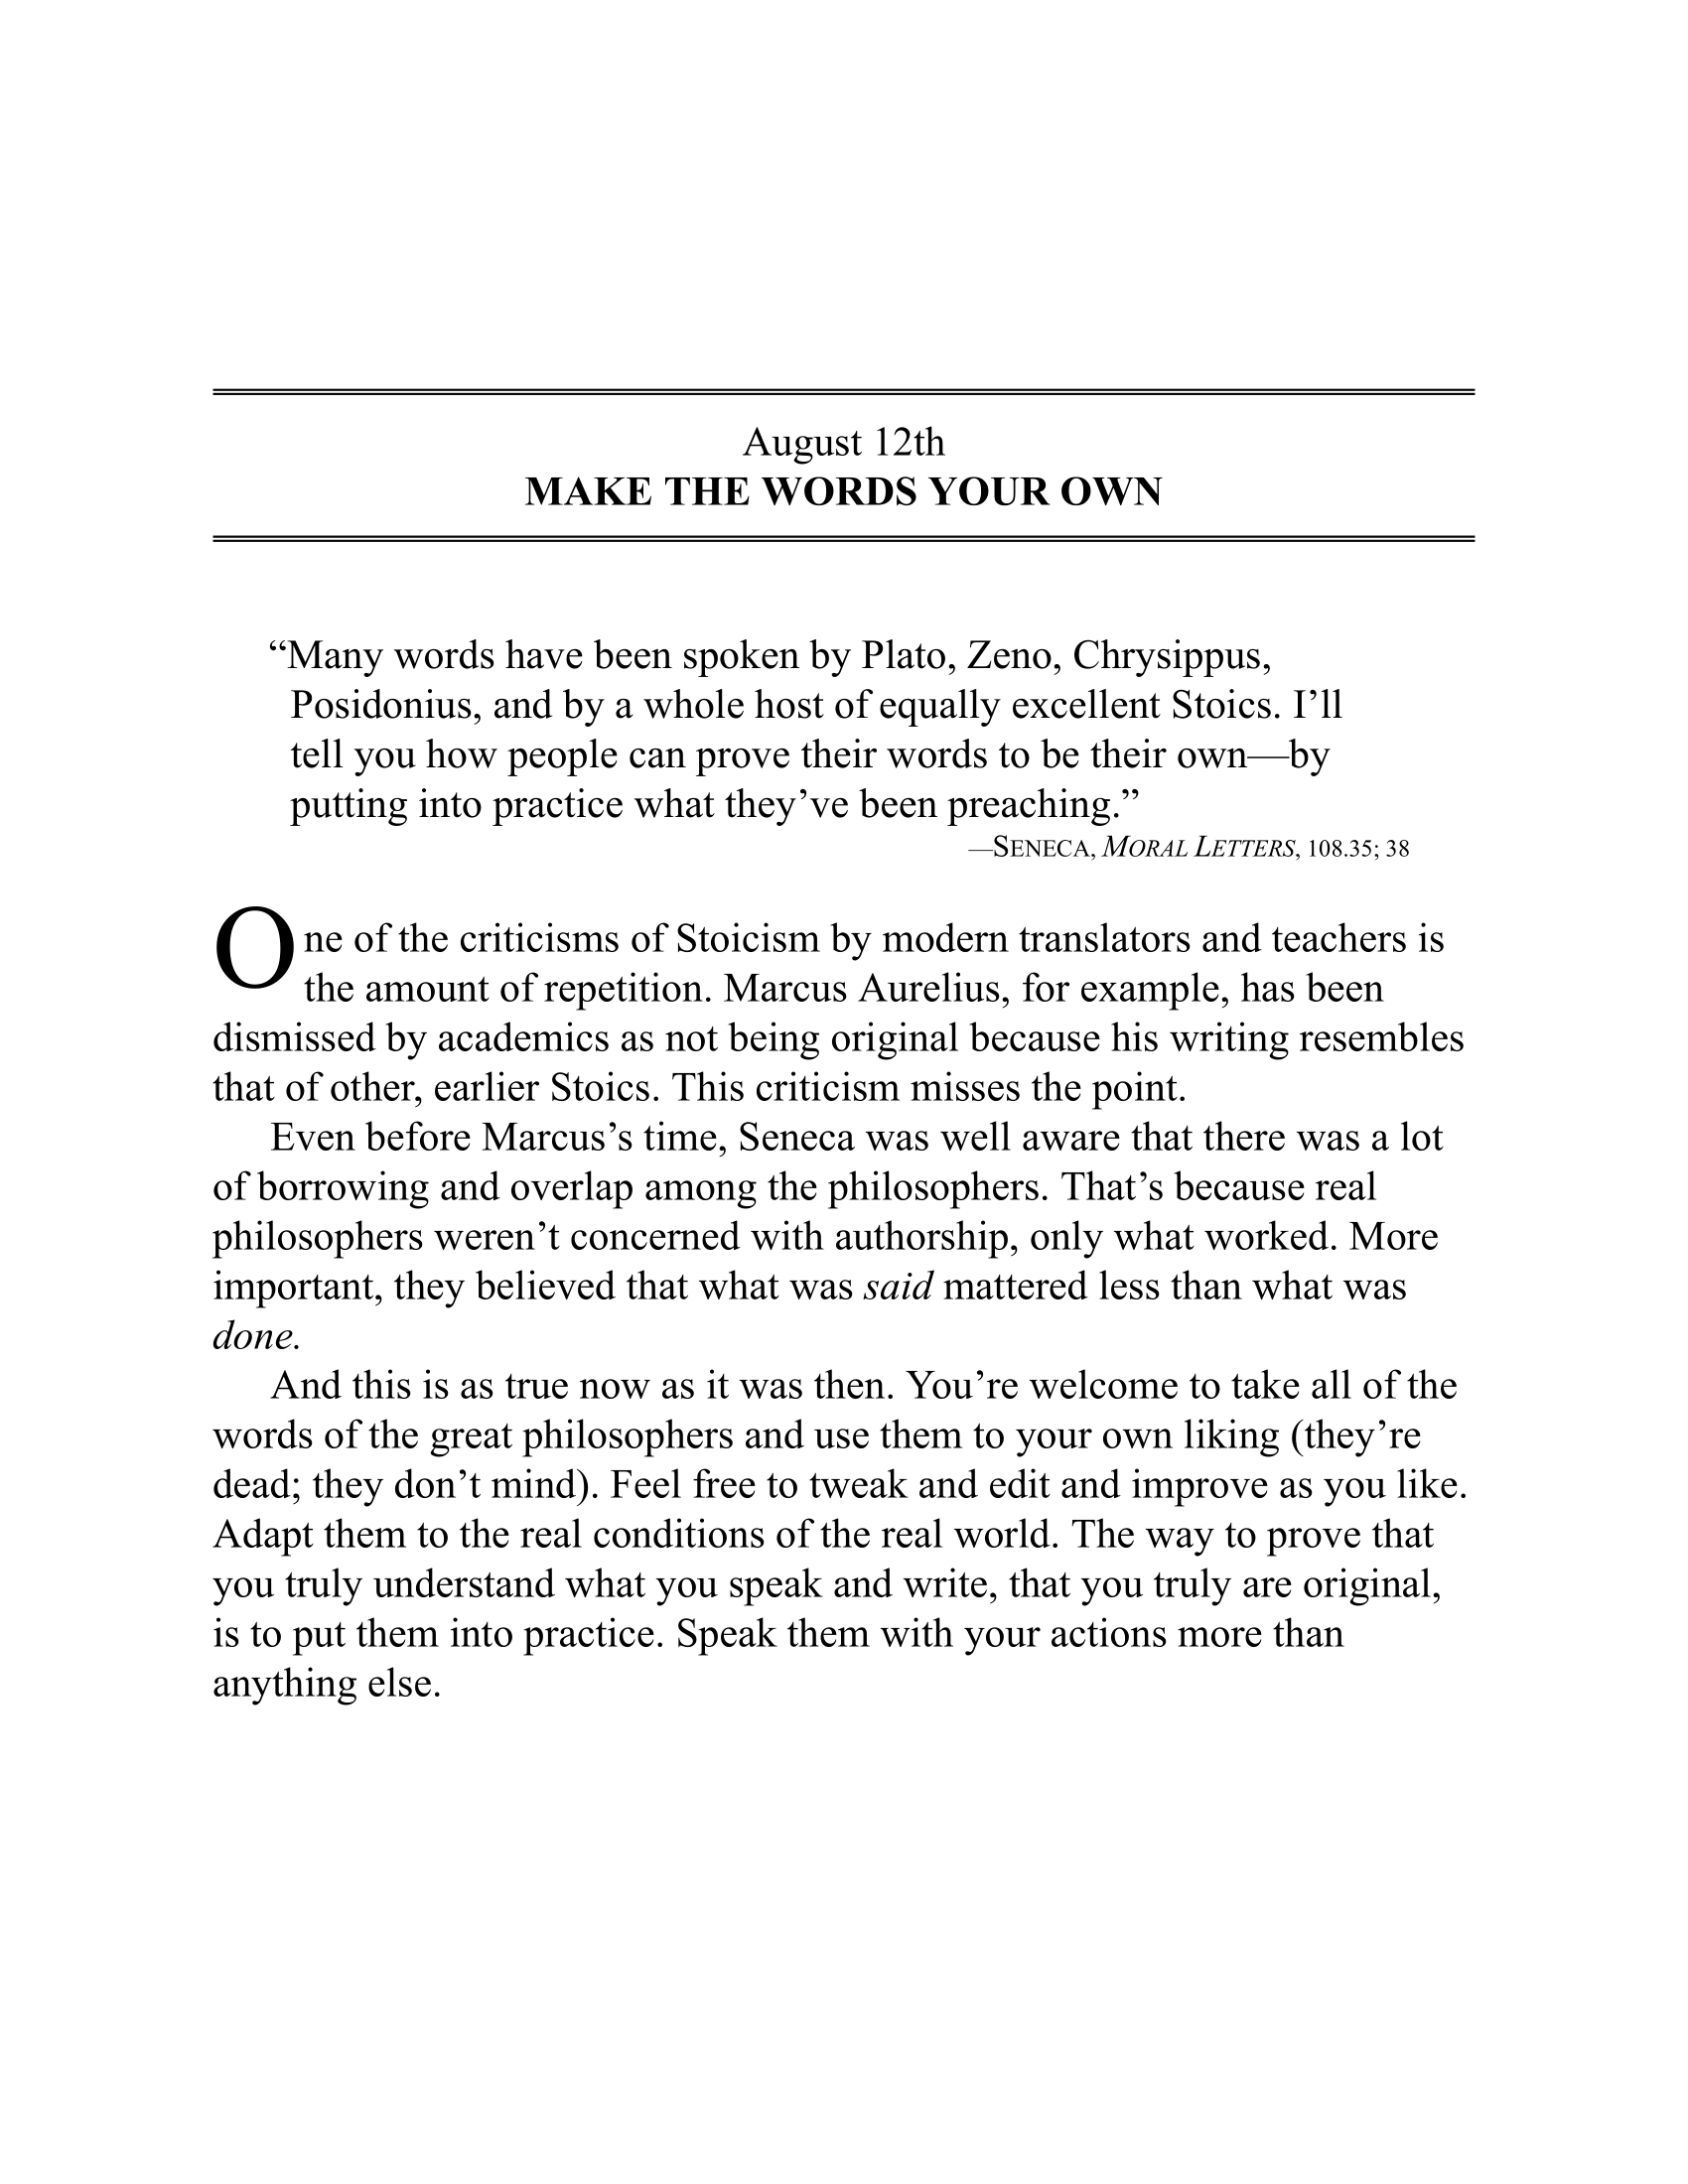 August 12th
MAKE THE WORDS YOUR OWN
“Many words have been spoken by Plato, Zeno, Chrysippus,
Posidonius, and by a whole host of equally excellent Stoics. I’ll
tell you how people can prove their words to be their own—by
putting into practice what they’ve been preaching.”
—SENECA, MORAL LETTERS, 108.35; 38
One of the criticisms of Stoicism by modern translators and teachers is
the amount of repetition. Marcus Aurelius, for example, has been
dismissed by academics as not being original because his writing resembles
that of other, earlier Stoics. This criticism misses the point.
Even before Marcus’s time, Seneca was well aware that there was a lot
of borrowing and overlap among the philosophers. That’s because real
philosophers weren’t concerned with authorship, only what worked. More
important, they believed that what was said mattered less than what was
done.
And this is as true now as it was then. You’re welcome to take all of the
words of the great philosophers and use them to your own liking (they’re
dead; they don’t mind). Feel free to tweak and edit and improve as you like.
Adapt them to the real conditions of the real world. The way to prove that
you truly understand what you speak and write, that you truly are original,
is to put them into practice. Speak them with your actions more than
anything else.